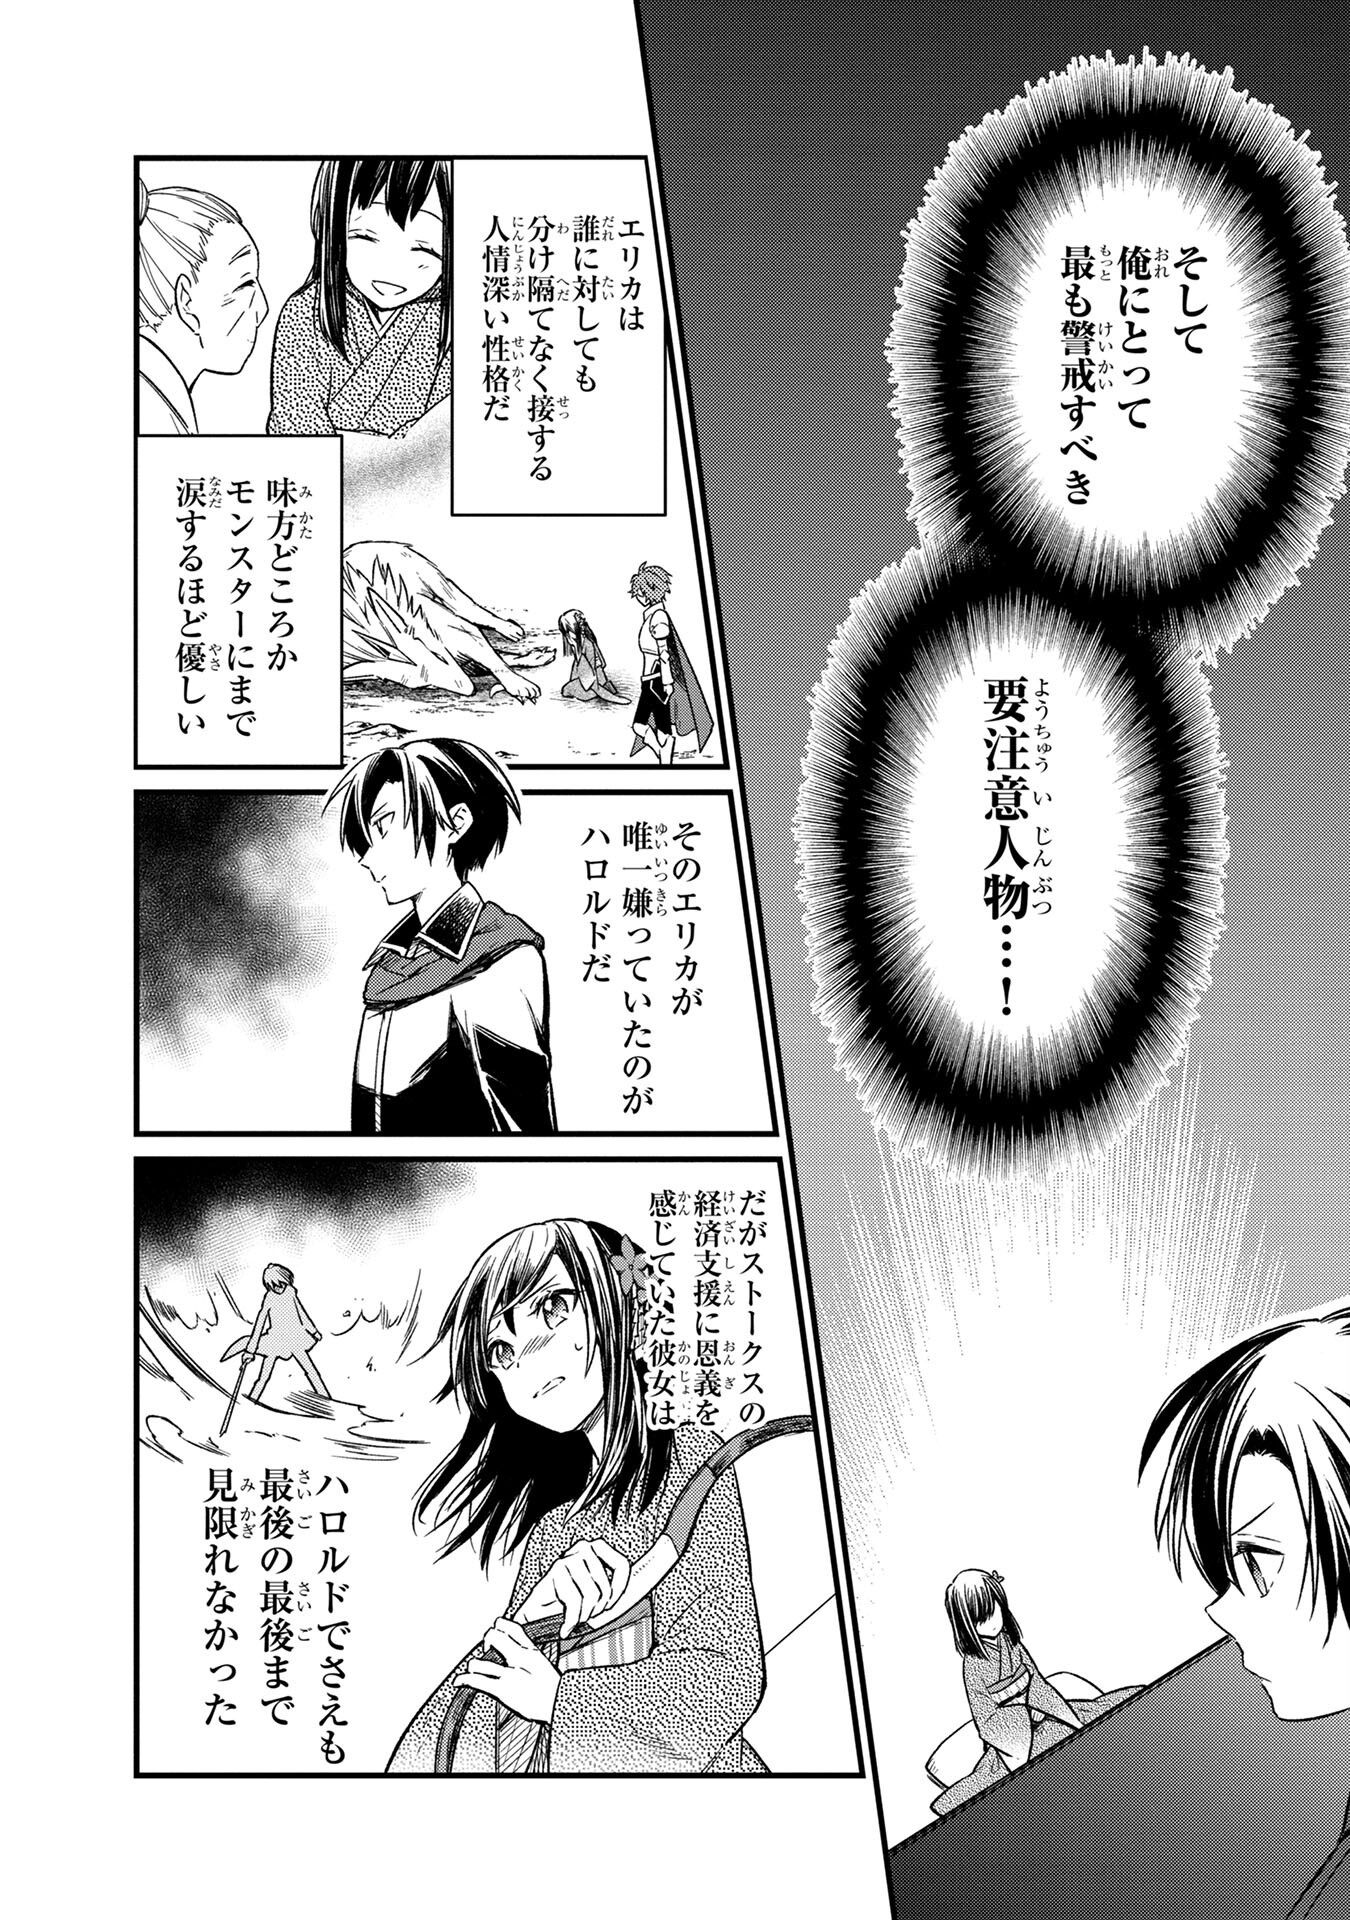 そして
俺にとって
最も警戒すべき
要注意人物…！
エリカは
誰に対しても
分け隔てなく接する
人情深い性格だ
味方どころか
モンスターにまで
涙するほど優しい
そのエリカが
唯一嫌っていたのが
ハロルドだ
だがストークスの
経済支援に恩義を
感じていた彼女は
ハロルドでさえも
最後の最後まで
見限れなかった